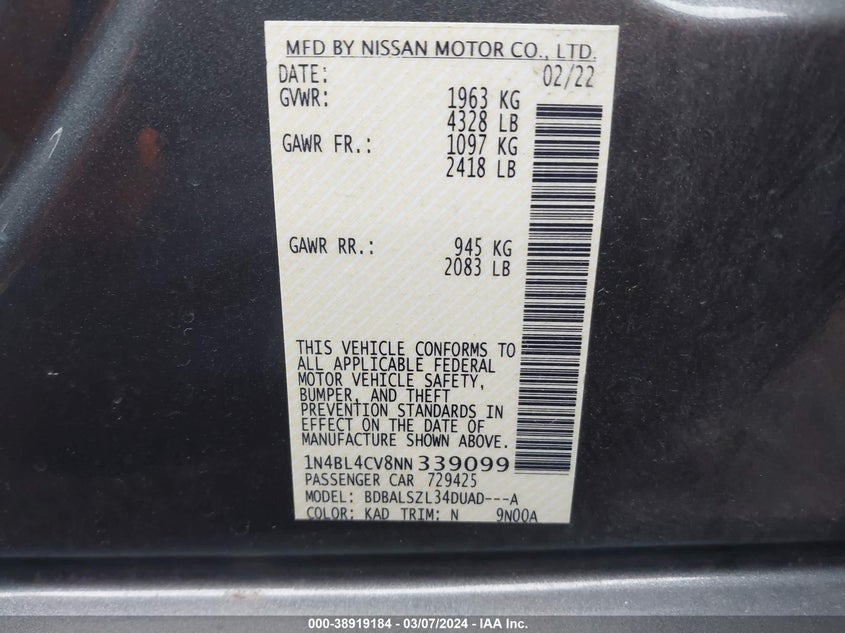 MFD BY NISSAN MOTOR CO., LTD.
DATE: 02/22
GVWR: 1963 KG
4328 LB
GAWR FR.: 1097 KG
2418 LB
GAWR RR.: 945 KG
2083 LB
THIS VEHICLE CONFORMS TO
ALL APPLICABLE FEDERAL
MOTOR VEHICLE SAFETY,
BUMPER, AND THEFT
PREVENTION STANDARDS IN
EFFECT ON THE DATE OF
MANUFACTURE SHOWN ABOVE.
1N4BL4CV8NN 339099
PASSENGER CAR 729425
MODEL: BDBALSZL34DUAD---A
COLOR: KAD TRIM: N 9N00A
000-38919184 - 03/07/2024 - IAA Inc.